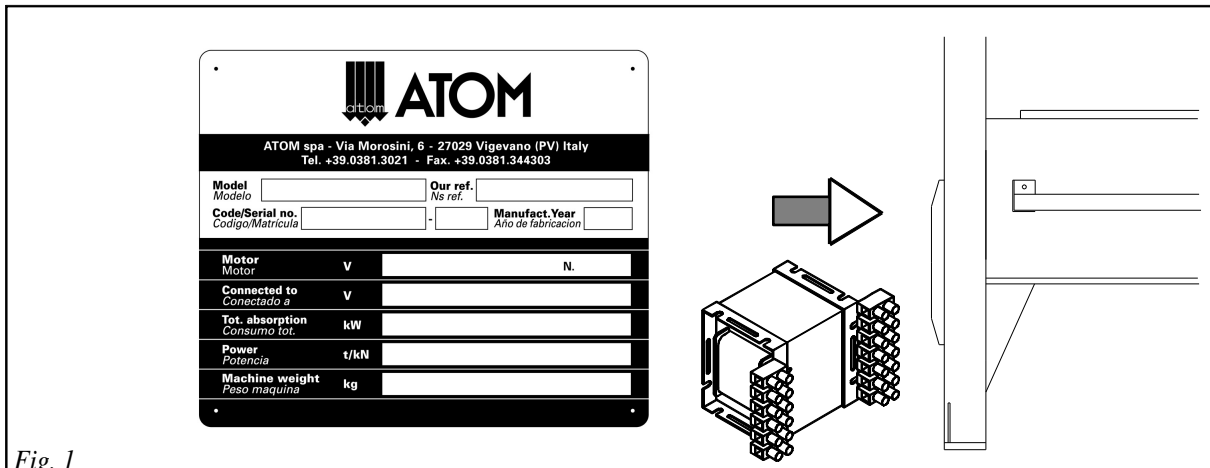 atom ATOM
ATOM spa - Via Morosini, 6 - 27029 Vigevano (PV) Italy
Tel. +39.0381.3021 - Fax. +39.0381.344303
Model Our ref.
Modelo Ns ref.
Code/Serial no. - Manufact.Year
Codigo/Matrícula Año de fabricacion
Motor V N.
Motor
Connected to V
Conectado a
Tot. absorption kW
Consumo tot.
Power t/kN
Potencia
Machine weight kg
Peso maquina
Fig. 1